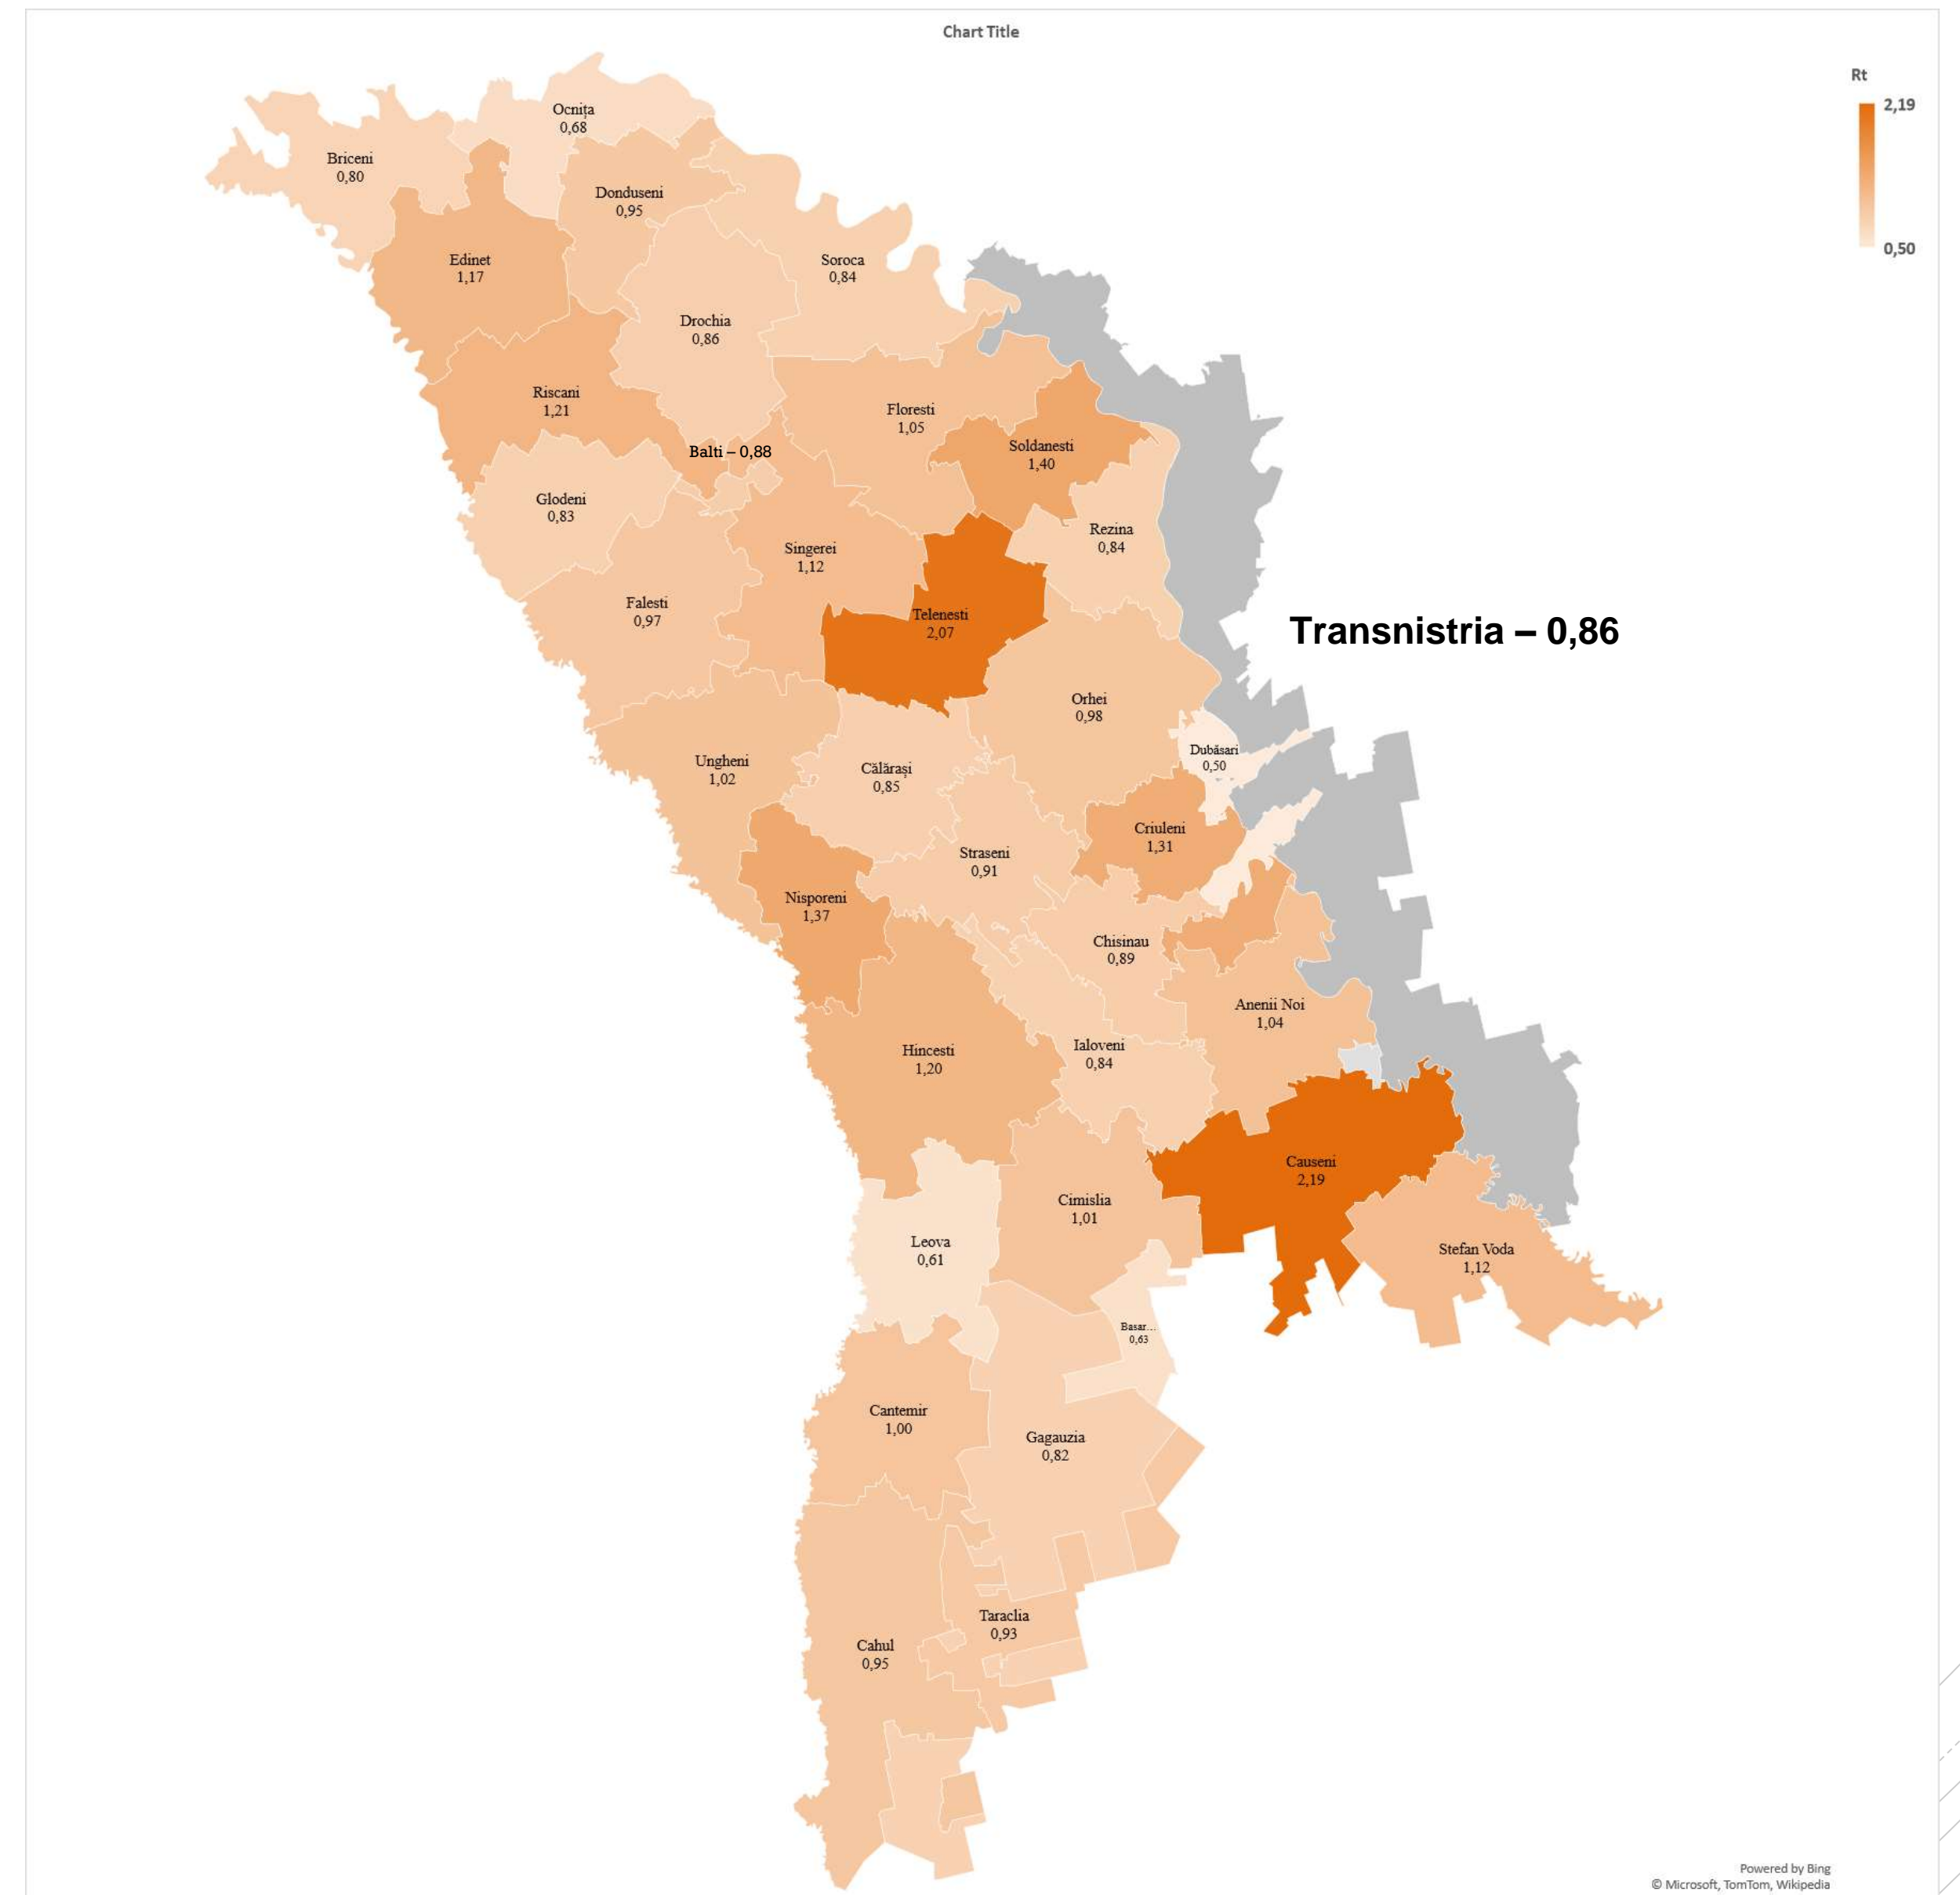 Chart Title
Rt
2,19
0,50
Ocnița
0,68
Briceni
0,80
Donduseni
0,95
Edinet
1,17
Soroca
0,84
Drochia
0,86
Riscani
1,21
Floresti
1,05
Balti – 0,88
Soldanesti
1,40
Glodeni
0,83
Rezina
0,84
Singerei
1,12
Falesti
0,97
Telenesti
2,07
Transnistria – 0,86
Orhei
0,98
Dubăsari
0,50
Ungheni
1,02
Călărași
0,85
Criuleni
1,31
Straseni
0,91
Nisporeni
1,37
Chisinau
0,89
Anenii Noi
1,04
Hincesti
1,20
Ialoveni
0,84
Causeni
2,19
Cimislia
1,01
Leova
0,61
Stefan Voda
1,12
Basar...
0,63
Cantemir
1,00
Gagauzia
0,82
Taraclia
0,93
Cahul
0,95
Powered by Bing
© Microsoft, TomTom, Wikipedia